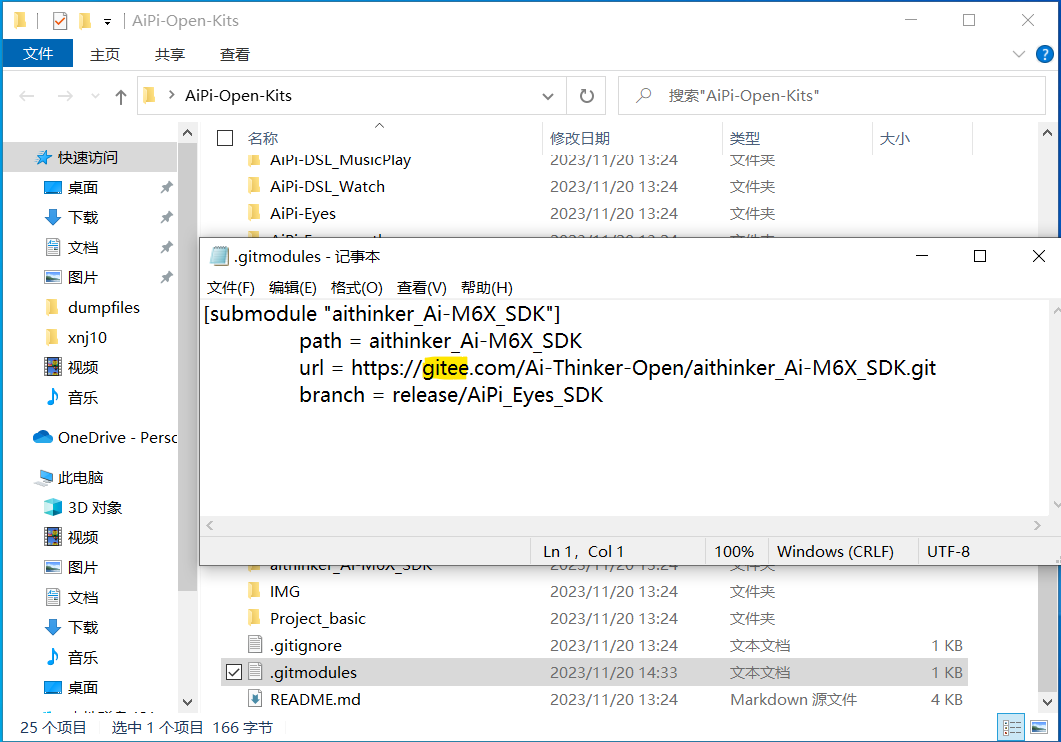 AiPi-Open-Kits
文件 主页 共享 查看
AiPi-Open-Kits 搜索"AiPi-Open-Kits"
名称 修改日期 类型 大小
AiPi-DSL_MusicPlay 2023/11/20 13:24 文件夹
快速访问
AiPi-DSL_Watch 2023/11/20 13:24 文件夹
桌面
AiPi-Eyes 2023/11/20 13:24 文件夹
下载
文档
图片
dumpfiles
xnj10
视频
音乐
OneDrive - Persc
此电脑
3D 对象
视频
图片
文档
下载
音乐
桌面
.gitmodules - 记事本
文件(F) 编辑(E) 格式(O) 查看(V) 帮助(H)
[submodule "aithinker_Ai-M6X_SDK"]
path = aithinker_Ai-M6X_SDK
url = https://gitee.com/Ai-Thinker-Open/aithinker_Ai-M6X_SDK.git
branch = release/AiPi_Eyes_SDK
Ln 1, Col 1 100% Windows (CRLF) UTF-8
aithinker_Ai-M6X_SDK 2023/11/20 13:24 文件夹
IMG 2023/11/20 13:24 文件夹
Project_basic 2023/11/20 13:24 文件夹
.gitignore 2023/11/20 13:24 文本文档 1 KB
.gitmodules 2023/11/20 14:33 文本文档 1 KB
README.md 2023/11/20 13:24 Markdown 源文件 4 KB
25 个项目 选中 1 个项目 166 字节